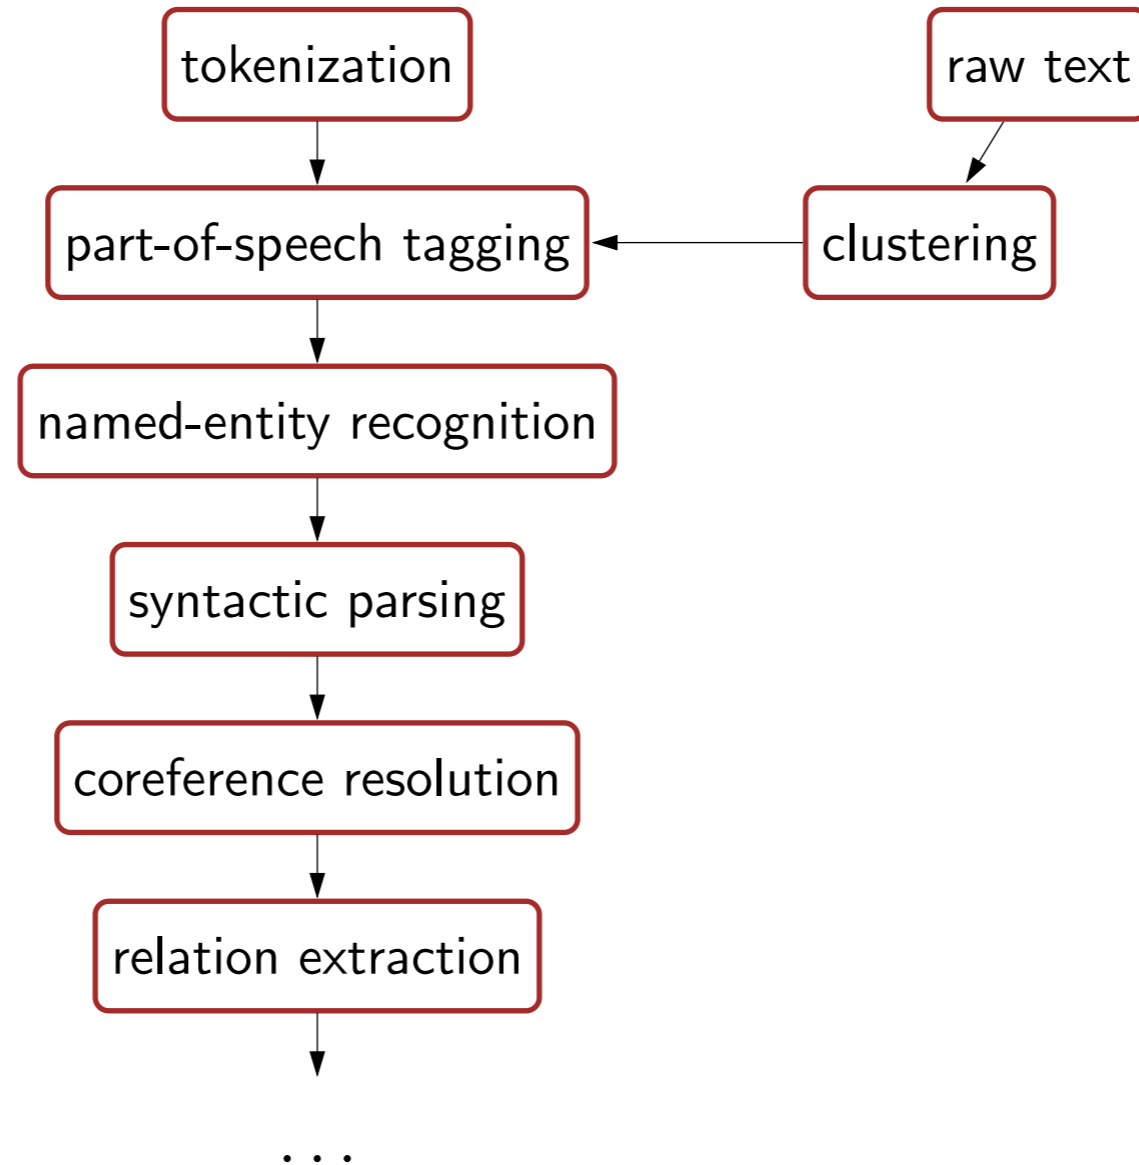 tokenization
raw text
part-of-speech tagging
clustering
named-entity recognition
syntactic parsing
coreference resolution
relation extraction
. . .